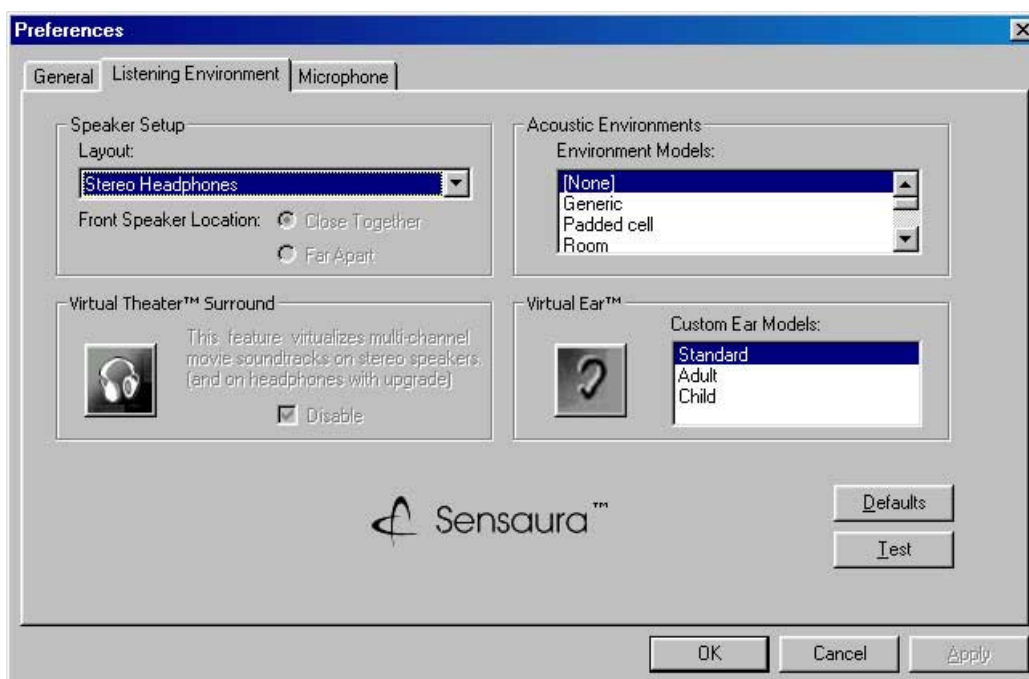 Preferences
General
Listening Environment
Microphone
Speaker Setup
Layout:
Stereo Headphones
Front Speaker Location:
Close Together
Far Apart
Acoustic Environments
Environment Models:
[None]
Generic
Padded cell
Room
Virtual Theater™ Surround
This feature virtualizes multi-channel
movie soundtracks on stereo speakers.
(and on headphones with upgrade)
Disable
Virtual Ear™
Custom Ear Models:
Standard
Adult
Child
Sensaura™
Defaults
Test
OK
Cancel
Apply